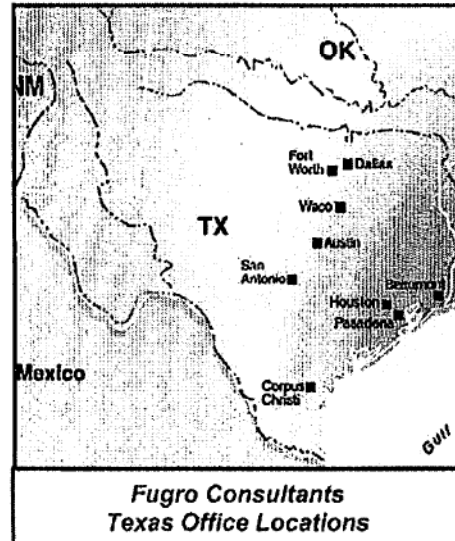 OK
NM
Fort
Worth
Dallas
Waco
TX
Austin
San
Antonio
Beaumont
Houston
Pasadena
Mexico
Corpus
Christi
Gulf
Fugro Consultants
Texas Office Locations